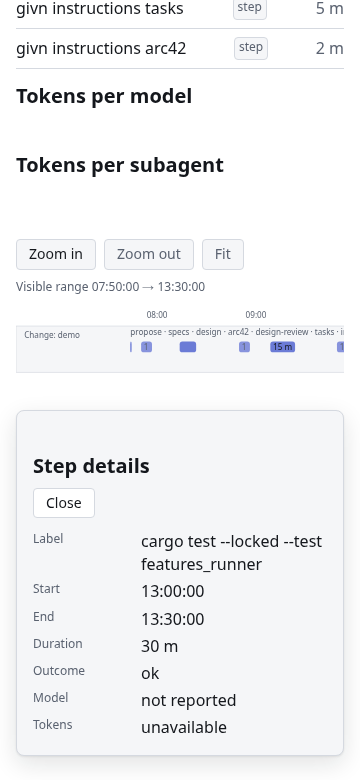 givn instructions tasks step 5 m
givn instructions arc42 step 2 m
Tokens per model
Tokens per subagent
Zoom in Zoom out Fit
Visible range 07:50:00 → 13:30:00
08:00 09:00
Change: demo propose · specs · design · arc42 · design-review · tasks ·
1 1 15 m 1
Step details
Close
Label cargo test --locked --test
features_runner
Start 13:00:00
End 13:30:00
Duration 30 m
Outcome ok
Model not reported
Tokens unavailable